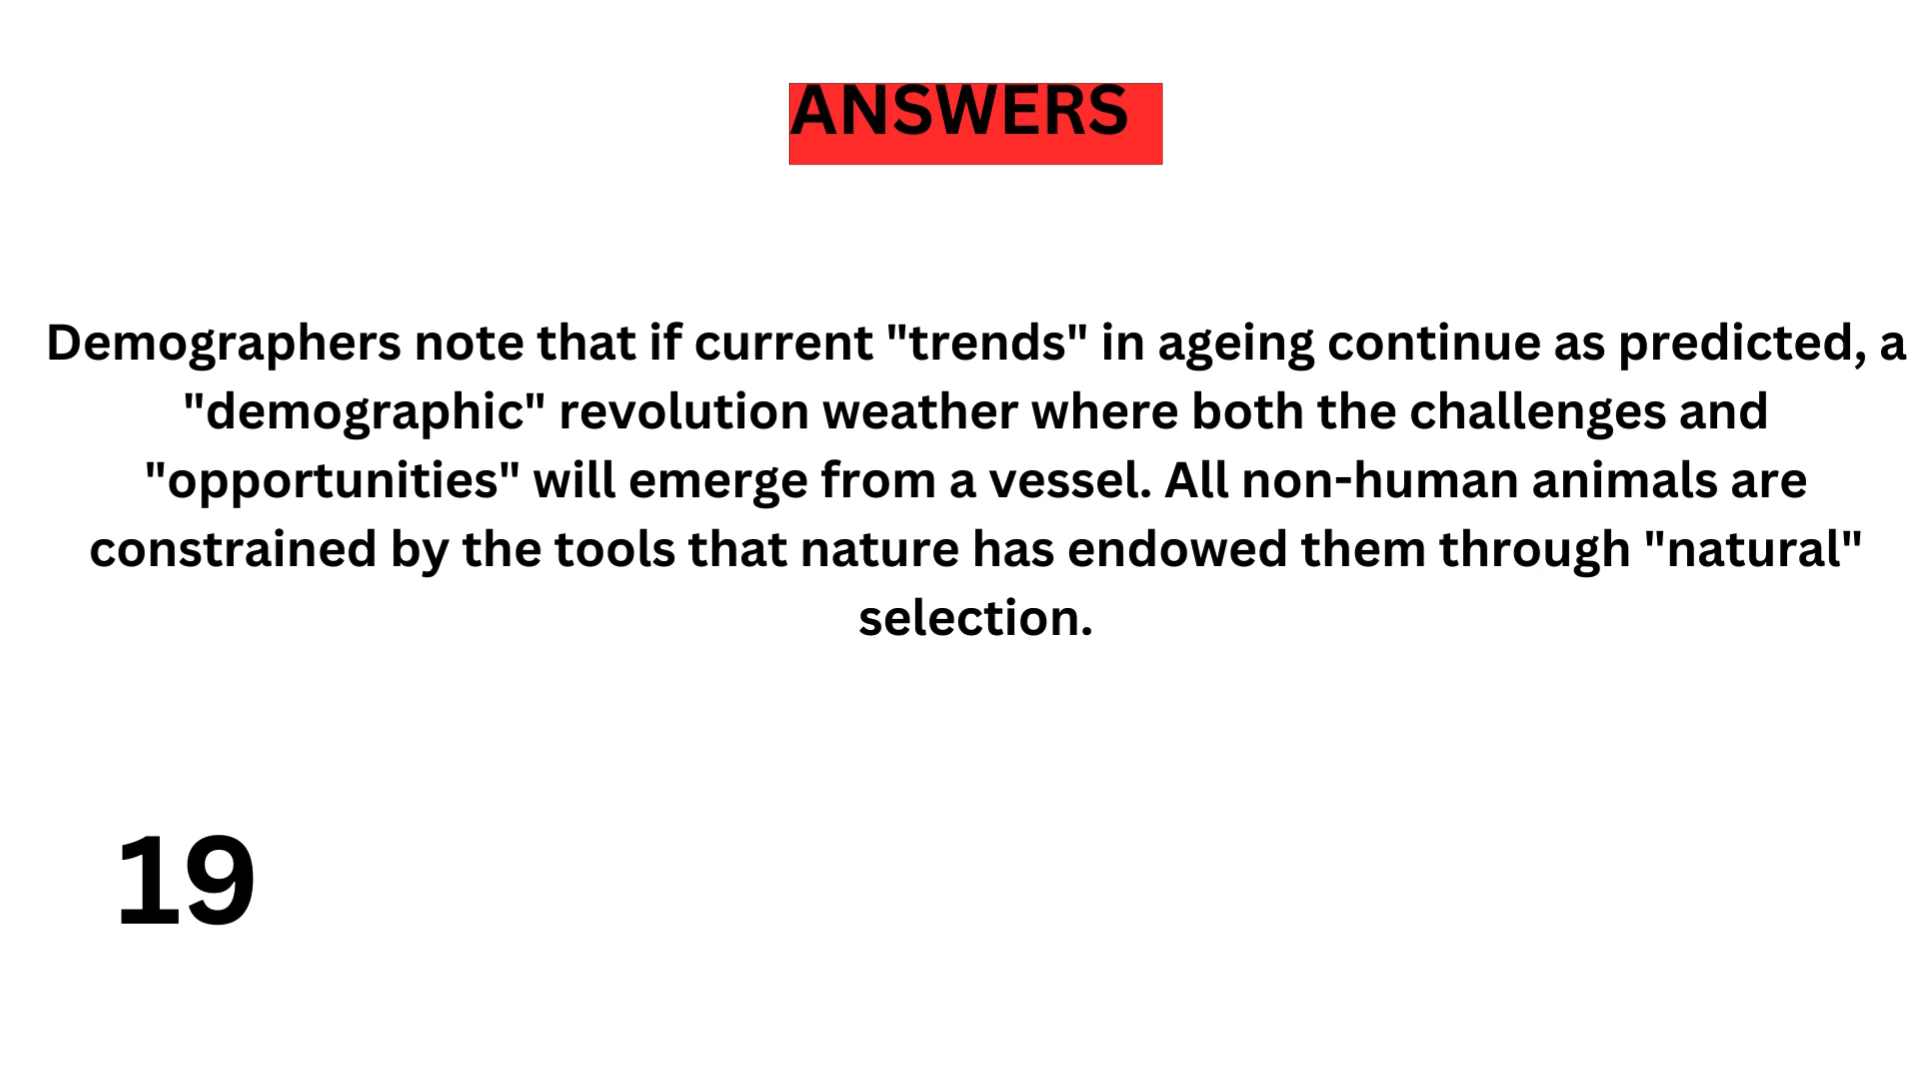 ANSWERS
Demographers note that if current "trends" in ageing continue as predicted, a
"demographic" revolution weather where both the challenges and
"opportunities" will emerge from a vessel. All non-human animals are
constrained by the tools that nature has endowed them through "natural"
selection.
19